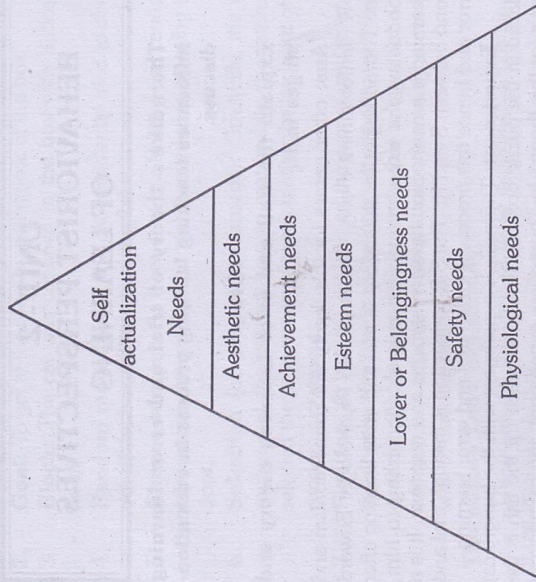 Self
actualization
Needs
Aesthetic needs
Achievement needs
Esteem needs
Lover or Belongingness needs
Safety needs
Physiological needs